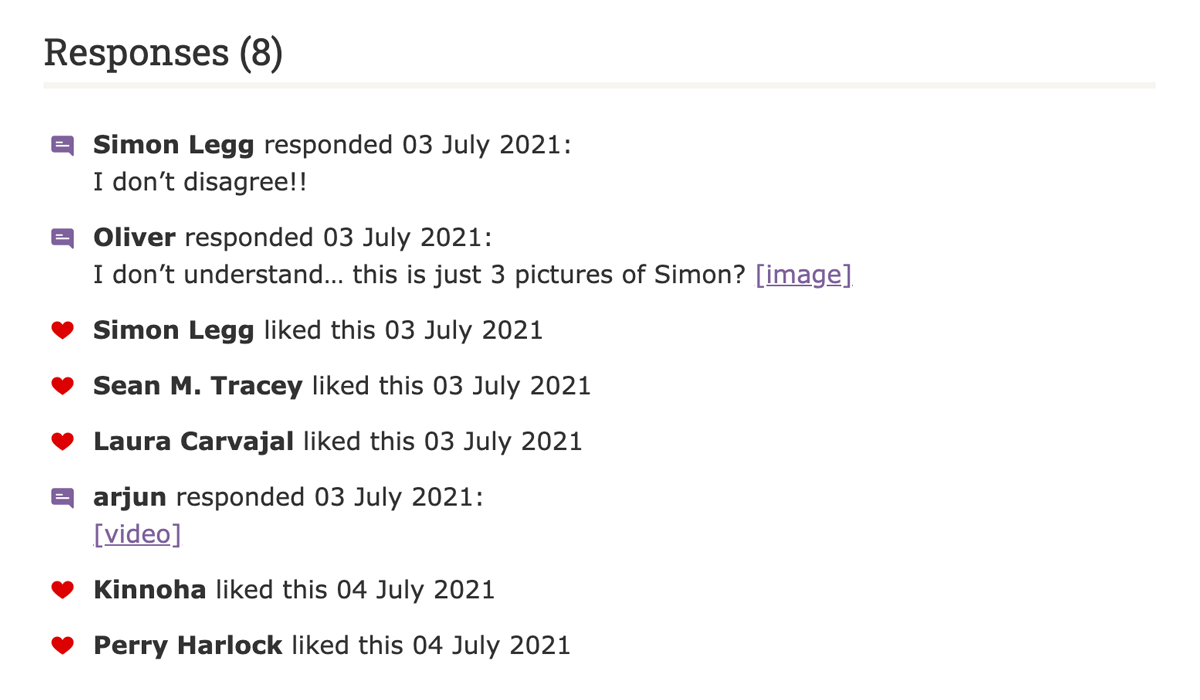 Responses (8)
Simon Legg responded 03 July 2021:
I don’t disagree!!
Oliver responded 03 July 2021:
I don’t understand… this is just 3 pictures of Simon? [image]
Simon Legg liked this 03 July 2021
Sean M. Tracey liked this 03 July 2021
Laura Carvajal liked this 03 July 2021
arjun responded 03 July 2021:
[video]
Kinnoha liked this 04 July 2021
Perry Harlock liked this 04 July 2021